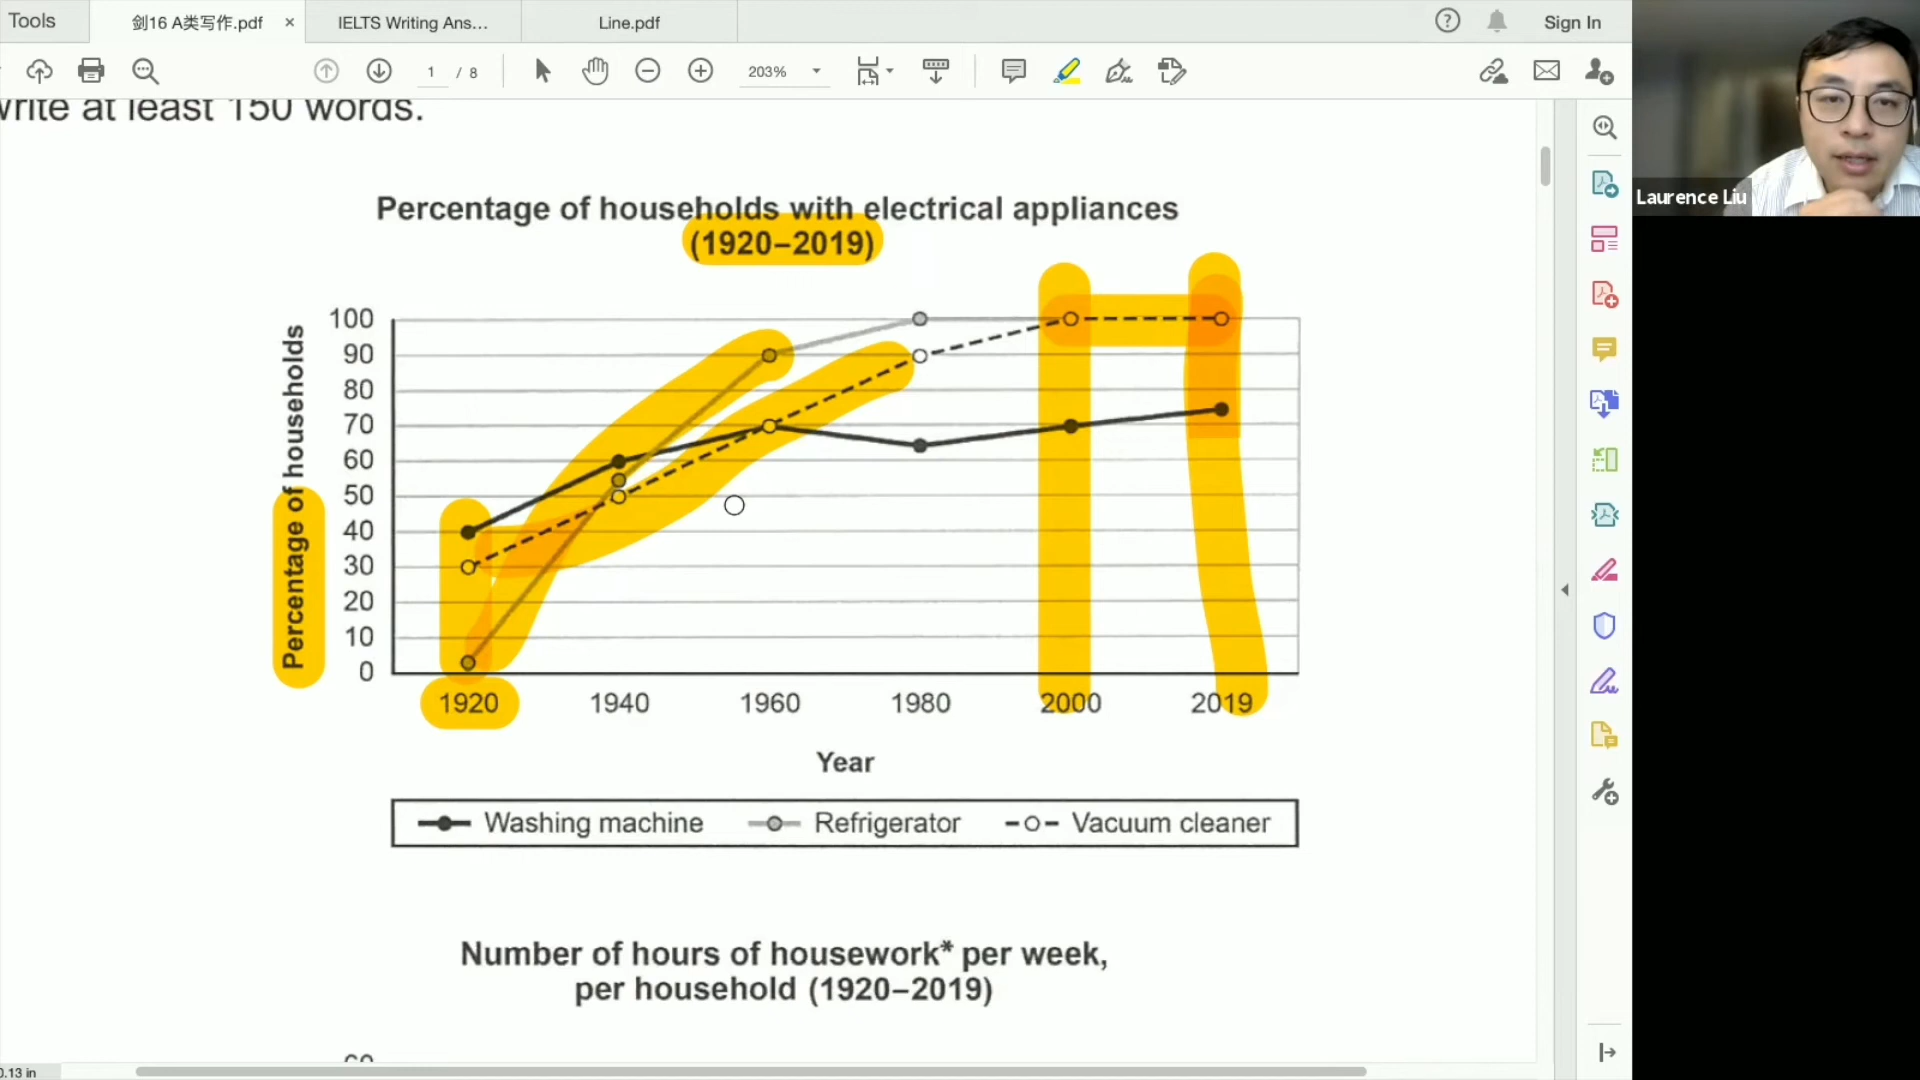 Tools
剑16 A类写作.pdf ×
IELTS Writing Ans...
Line.pdf
Sign In
1 / 8
203%
write at least 150 words.
Laurence Liu
Percentage of households with electrical appliances
(1920–2019)
Percentage of households
100
90
80
70
60
50
40
30
20
10
0
1920 1940 1960 1980 2000 2019
Year
Washing machine Refrigerator Vacuum cleaner
Number of hours of housework* per week,
per household (1920–2019)
60
0.13 in